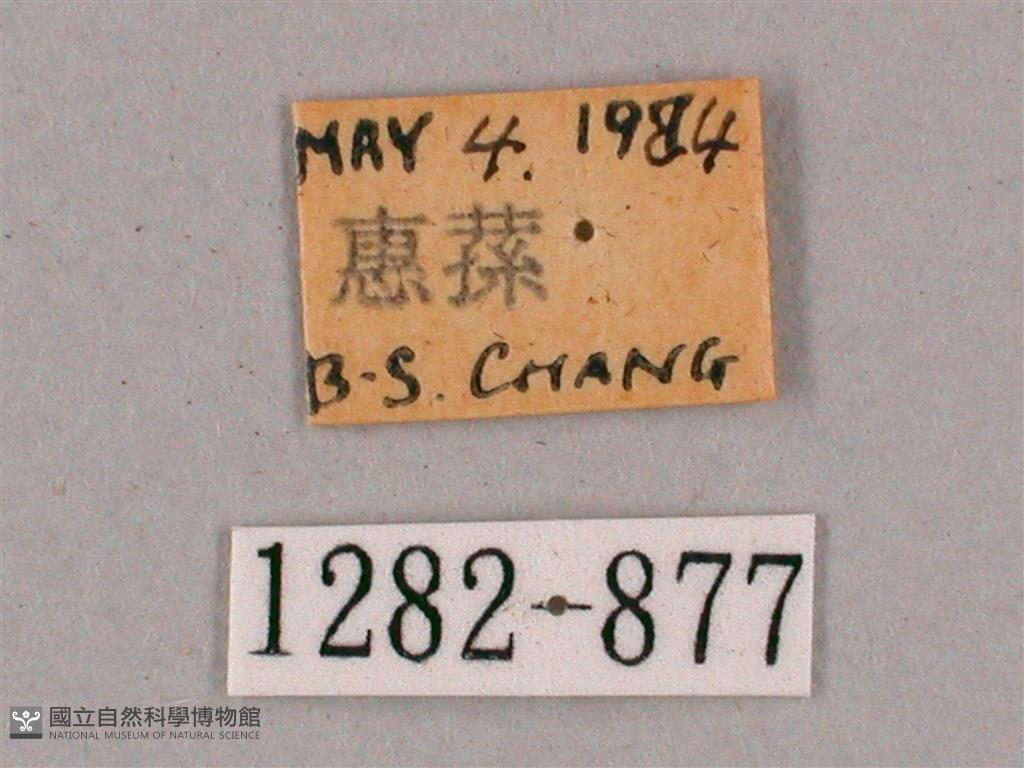 MAY 4. 1984
惠蓀
B-S. CHANG
1282-877
國立自然科學博物館
NATIONAL MUSEUM OF NATURAL SCIENCE